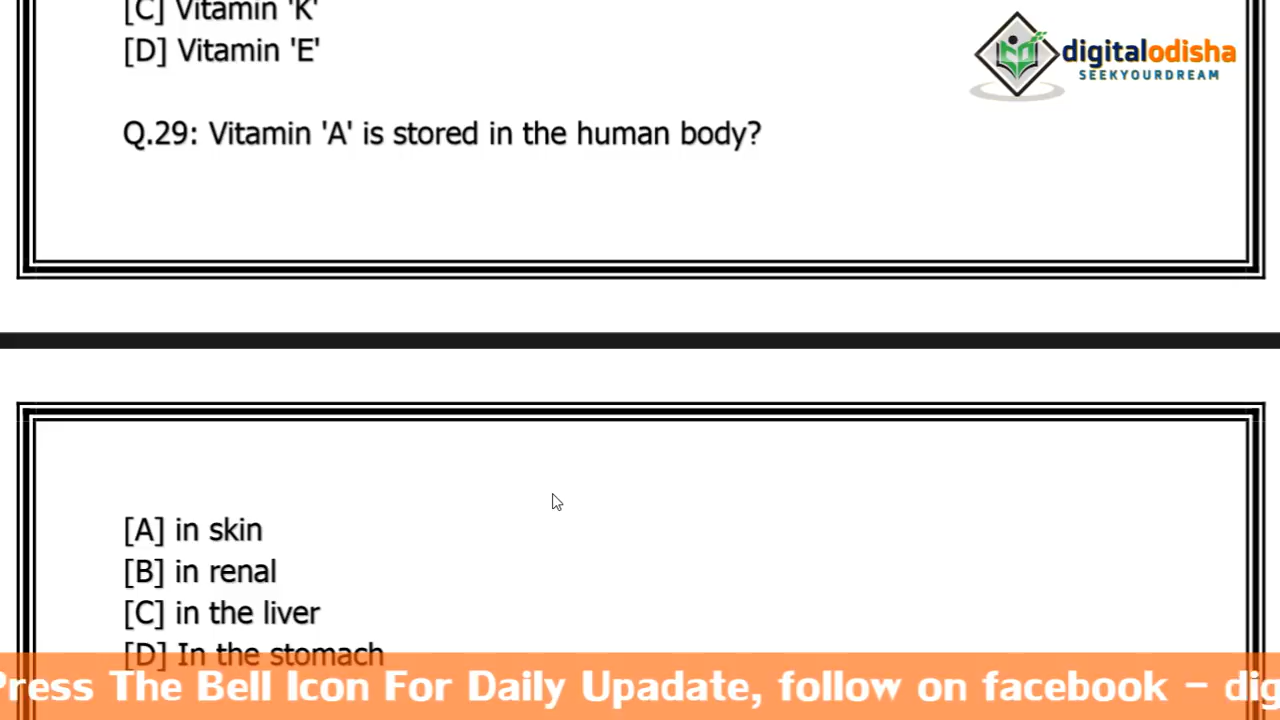 [C] Vitamin 'K'
[D] Vitamin 'E'
digitalodisha
SEEKYOURDREAM
Q.29: Vitamin 'A' is stored in the human body?
[A] in skin
[B] in renal
[C] in the liver
[D] In the stomach
Press The Bell Icon For Daily Upadate, follow on facebook - dig